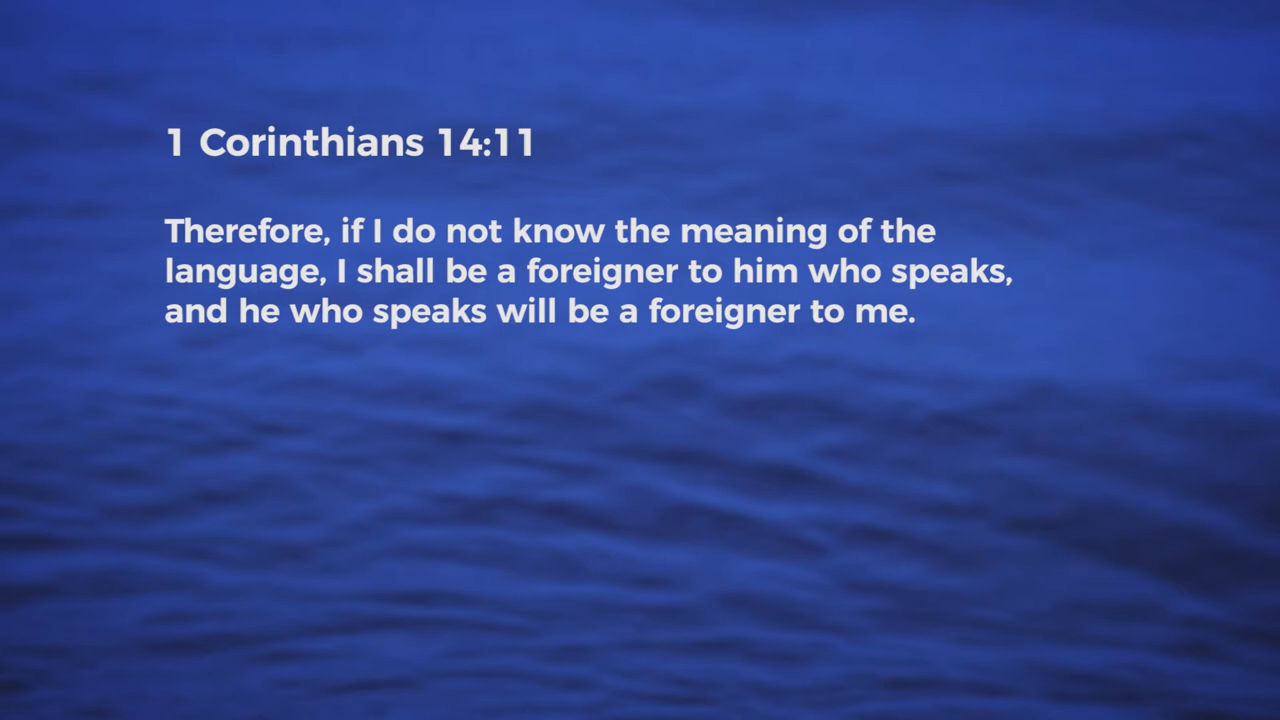 1 Corinthians 14:11
Therefore, if I do not know the meaning of the
language, I shall be a foreigner to him who speaks,
and he who speaks will be a foreigner to me.